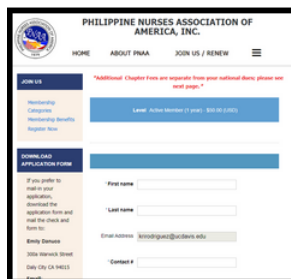 PHILIPPINE NURSES ASSOCIATION OF
AMERICA, INC.
HOME
ABOUT PNAA
JOIN US / RENEW
JOIN US
Membership
Categories
Membership Benefits
Register Now
*Additional: Chapter Fees are separate from your national dues; please see
next page. *
Level Active Member (1 year) - $50.00 (USD)
DOWNLOAD
APPLICATION FORM
If you prefer to
mail-in your
application,
download the
application form and
mail the check and
form to:
Emily Danuco
Warwick Street
Daly City CA 94015
* First name
* Last name
Email Address
knrodriguez@ucdavis.edu
* Contact #